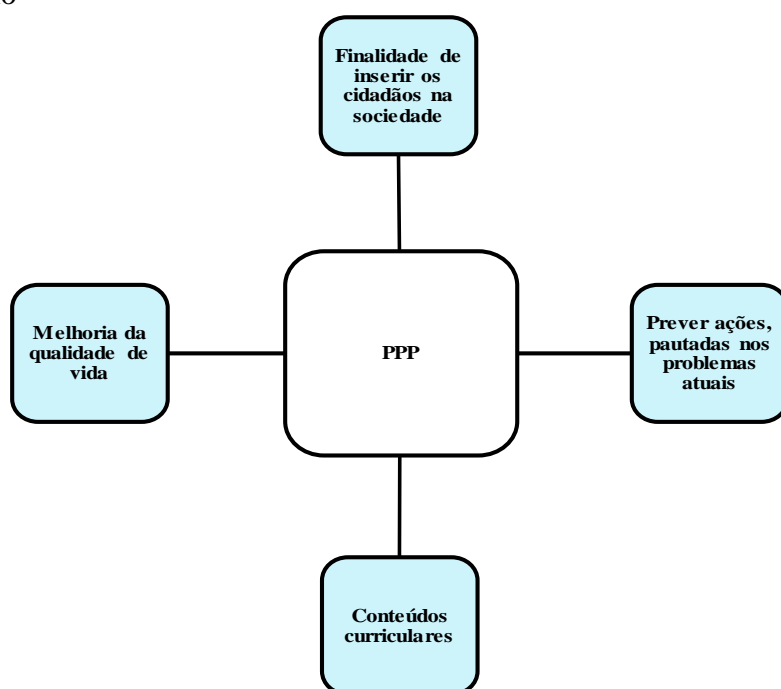 Finalidade de
inserir os
cidadãos na
sociedade
Melhoria da
qualidade de
vida
PPP
Prever ações,
pautadas nos
problemas
atuais
Conteúdos
curriculares